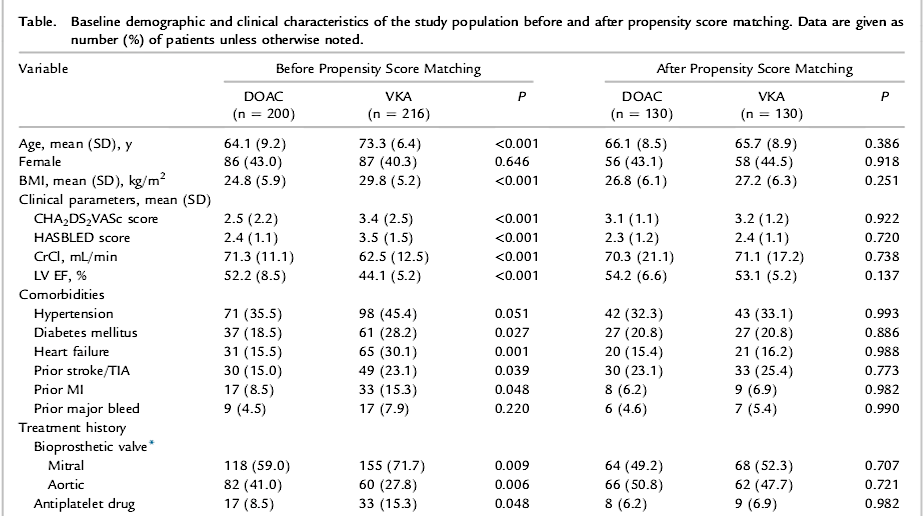 Table. Baseline demographic and clinical characteristics of the study population before and after propensity score matching. Data are given as
number (%) of patients unless otherwise noted.
Variable Before Propensity Score Matching After Propensity Score Matching
DOAC VKA P DOAC VKA P
(n = 200) (n = 216) (n = 130) (n = 130)
Age, mean (SD), y 64.1 (9.2) 73.3 (6.4) <0.001 66.1 (8.5) 65.7 (8.9) 0.386
Female 86 (43.0) 87 (40.3) 0.646 56 (43.1) 58 (44.5) 0.918
BMI, mean (SD), kg/m² 24.8 (5.9) 29.8 (5.2) <0.001 26.8 (6.1) 27.2 (6.3) 0.251
Clinical parameters, mean (SD)
CHA₂DS₂VASc score 2.5 (2.2) 3.4 (2.5) <0.001 3.1 (1.1) 3.2 (1.2) 0.922
HASBLED score 2.4 (1.1) 3.5 (1.5) <0.001 2.3 (1.2) 2.4 (1.1) 0.720
CrCl, mL/min 71.3 (11.1) 62.5 (12.5) <0.001 70.3 (21.1) 71.1 (17.2) 0.738
LV EF, % 52.2 (8.5) 44.1 (5.2) <0.001 54.2 (6.6) 53.1 (5.2) 0.137
Comorbidities
Hypertension 71 (35.5) 98 (45.4) 0.051 42 (32.3) 43 (33.1) 0.993
Diabetes mellitus 37 (18.5) 61 (28.2) 0.027 27 (20.8) 27 (20.8) 0.886
Heart failure 31 (15.5) 65 (30.1) 0.001 20 (15.4) 21 (16.2) 0.988
Prior stroke/TIA 30 (15.0) 49 (23.1) 0.039 30 (23.1) 33 (25.4) 0.773
Prior MI 17 (8.5) 33 (15.3) 0.048 8 (6.2) 9 (6.9) 0.982
Prior major bleed 9 (4.5) 17 (7.9) 0.220 6 (4.6) 7 (5.4) 0.990
Treatment history
Bioprosthetic valve*
Mitral 118 (59.0) 155 (71.7) 0.009 64 (49.2) 68 (52.3) 0.707
Aortic 82 (41.0) 60 (27.8) 0.006 66 (50.8) 62 (47.7) 0.721
Antiplatelet drug 17 (8.5) 33 (15.3) 0.048 8 (6.2) 9 (6.9) 0.982